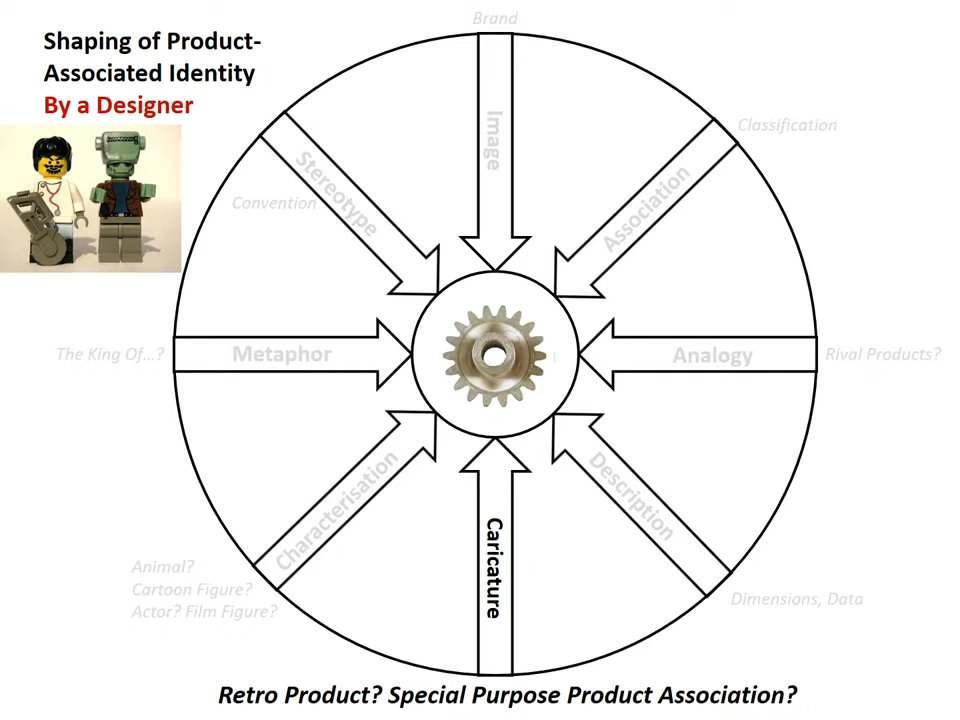 Shaping of Product-
Associated Identity
By a Designer
Brand
Image
Classification
Association
Stereotype
Convention
The King Of...?
Metaphor
Analogy
Rival Products?
Characterisation
Description
Caricature
Animal?
Cartoon Figure?
Actor? Film Figure?
Dimensions, Data
Retro Product? Special Purpose Product Association?